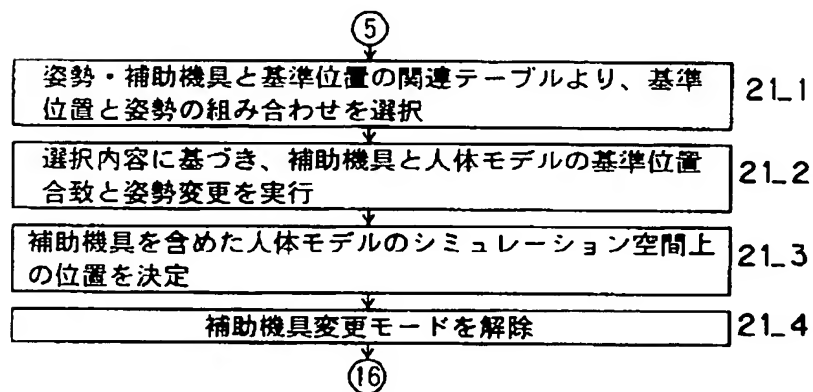 ⑤
姿勢・補助機具と基準位置の関連テーブルより、基準
位置と姿勢の組み合わせを選択
21_1
選択内容に基づき、補助機具と人体モデルの基準位置
合致と姿勢変更を実行
21_2
補助機具を含めた人体モデルのシミュレーション空間上
の位置を決定
21_3
補助機具変更モードを解除
21_4
⑯